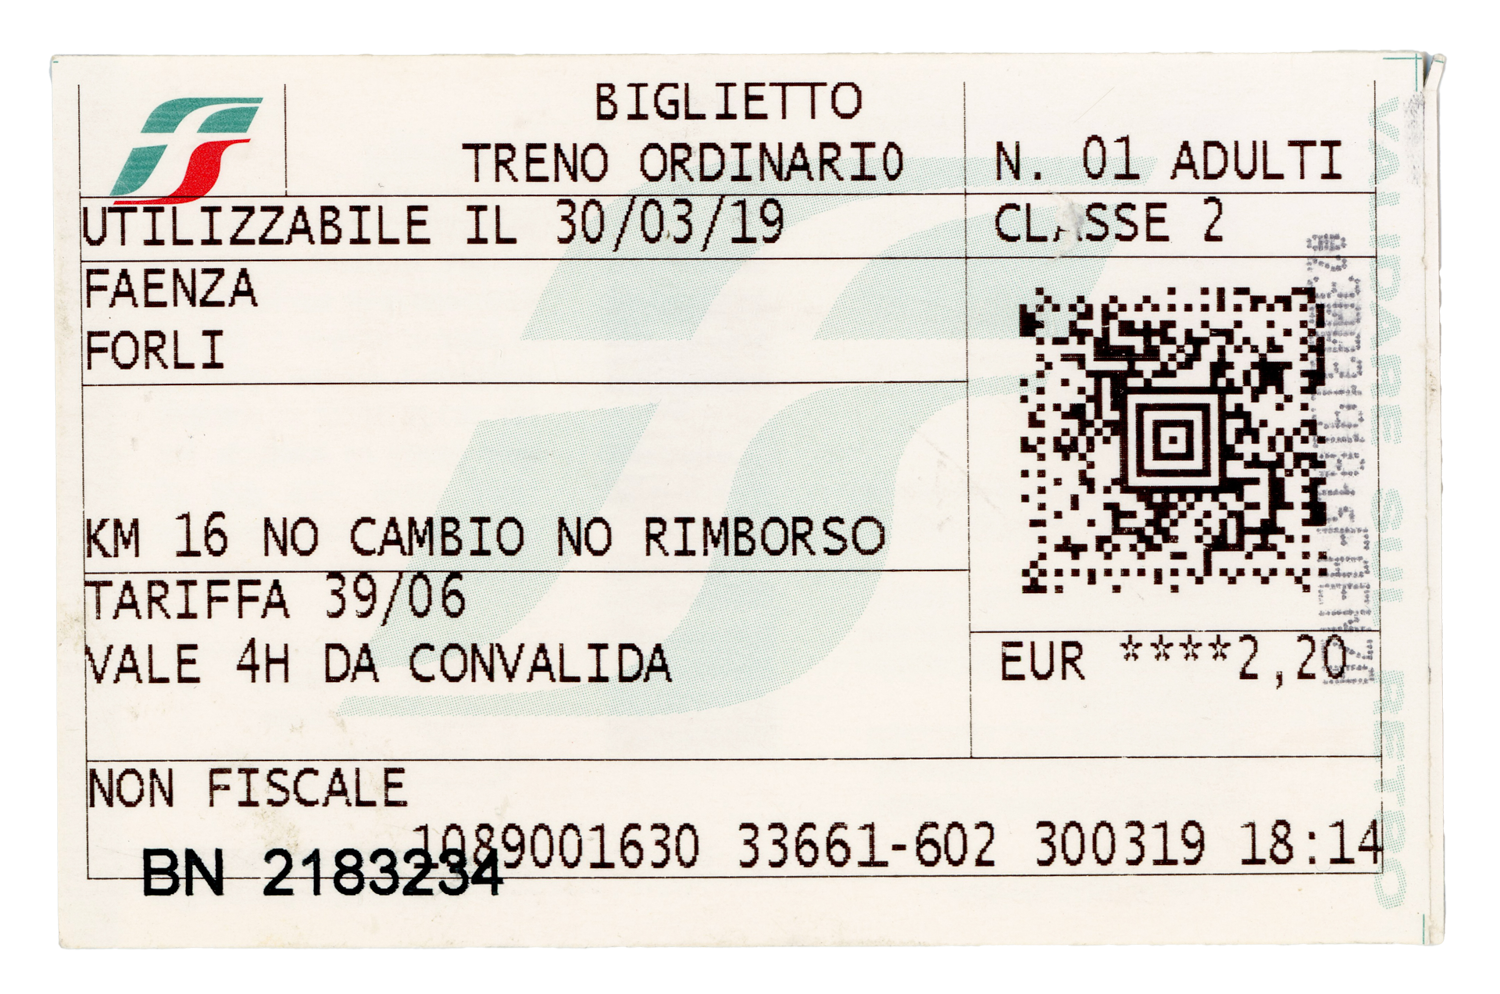 BIGLIETTO
TRENO ORDINARIO
N. 01 ADULTI
UTILIZZABILE IL 30/03/19
CLASSE 2
FAENZA
FORLI
KM 16 NO CAMBIO NO RIMBORSO
TARIFFA 39/06
VALE 4H DA CONVALIDA
EUR ****2,20
NON FISCALE
1089001630 33661-602 300319 18:14
BN 2183234
VALIDARE SUL RETRO